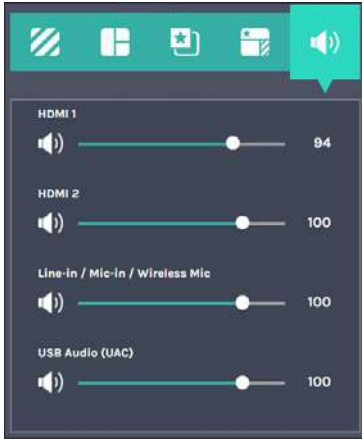 HDMI 1
94
HDMI 2
100
Line-in / Mic-in / Wireless Mic
100
USB Audio (UAC)
100